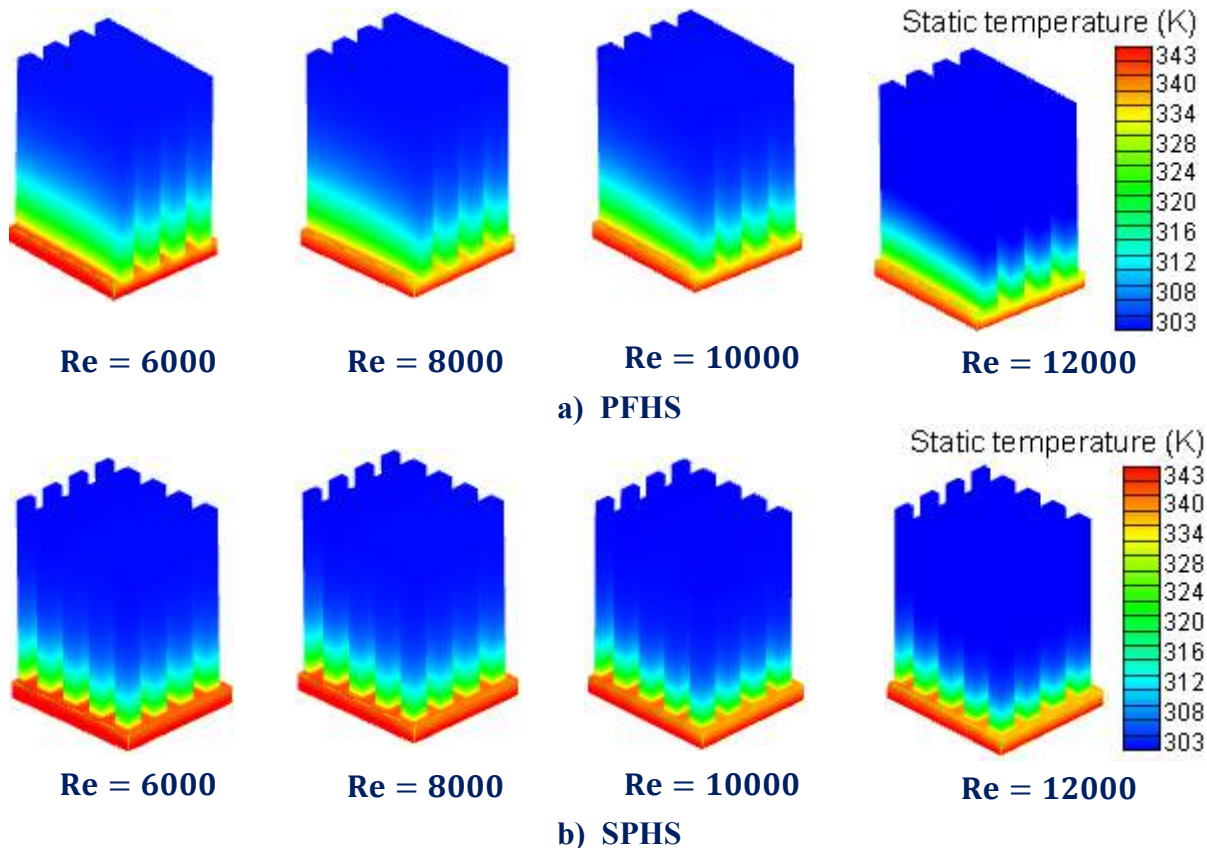 Static temperature (K)
343
340
334
328
324
320
316
312
308
303
Re = 6000
Re = 8000
Re = 10000
Re = 12000
a) PFHS
Static temperature (K)
343
340
334
328
324
320
316
312
308
303
Re = 6000
Re = 8000
Re = 10000
Re = 12000
b) SPHS